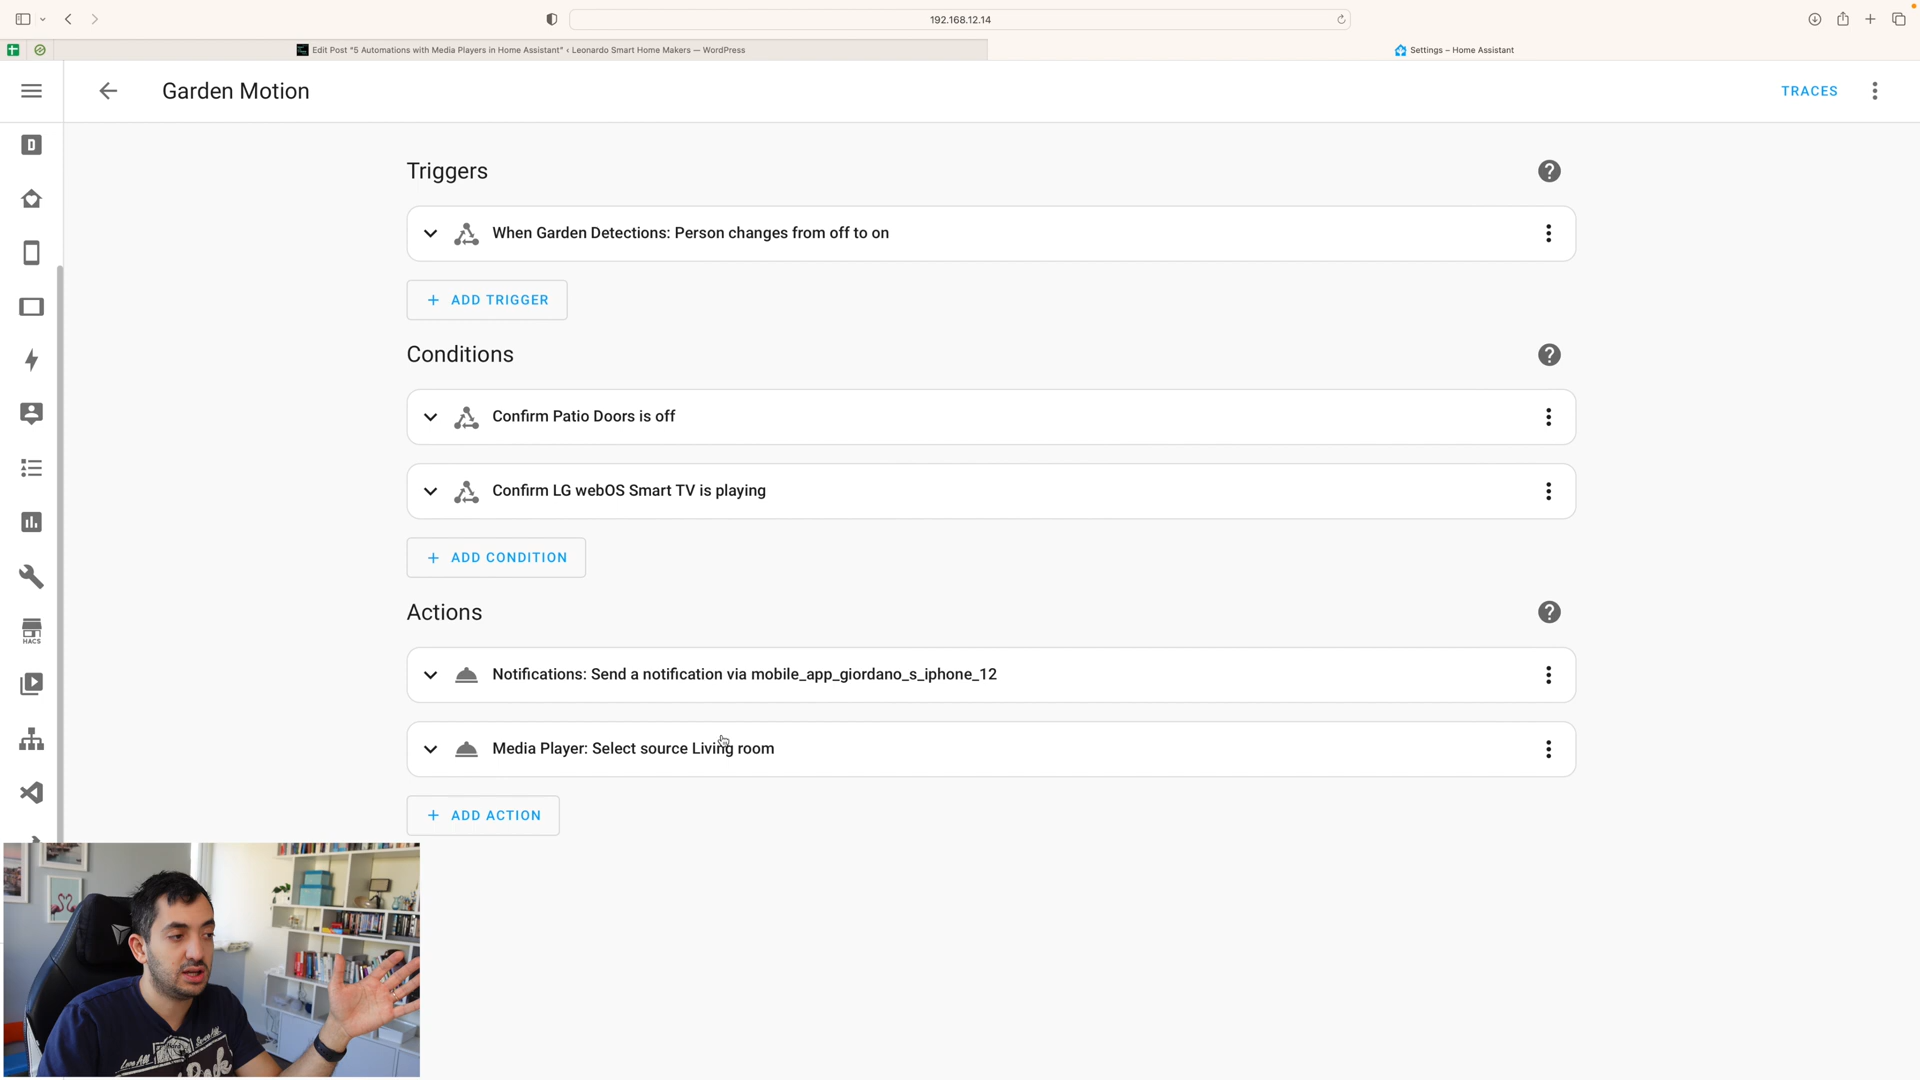 192.168.12.14
Edit Post "5 Automations with Media Players in Home Assistant" ‹ Leonardo Smart Home Makers — WordPress
Settings – Home Assistant
Garden Motion
TRACES
D
Triggers
?
When Garden Detections: Person changes from off to on
+ ADD TRIGGER
Conditions
?
Confirm Patio Doors is off
Confirm LG webOS Smart TV is playing
+ ADD CONDITION
Actions
?
HACS
Notifications: Send a notification via mobile_app_giordano_s_iphone_12
Media Player: Select source Living room
+ ADD ACTION